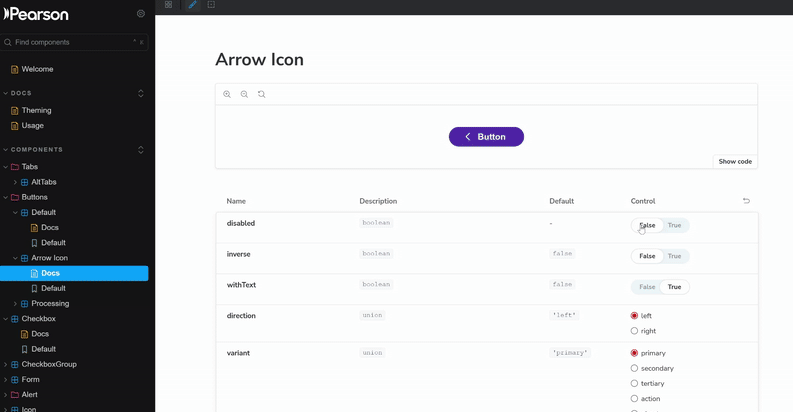 Pearson
Find components
Welcome
DOCS
Theming
Usage
COMPONENTS
Tabs
AltTabs
Buttons
Default
Docs
Default
Arrow Icon
Docs
Default
Processing
Checkbox
Docs
Default
CheckboxGroup
Form
Alert
Icon
Arrow Icon
Button
Show code
Name Description Default Control
disabled boolean - False True
inverse boolean false False True
withText boolean false False True
direction union 'left' left
right
variant union 'primary' primary
secondary
tertiary
action